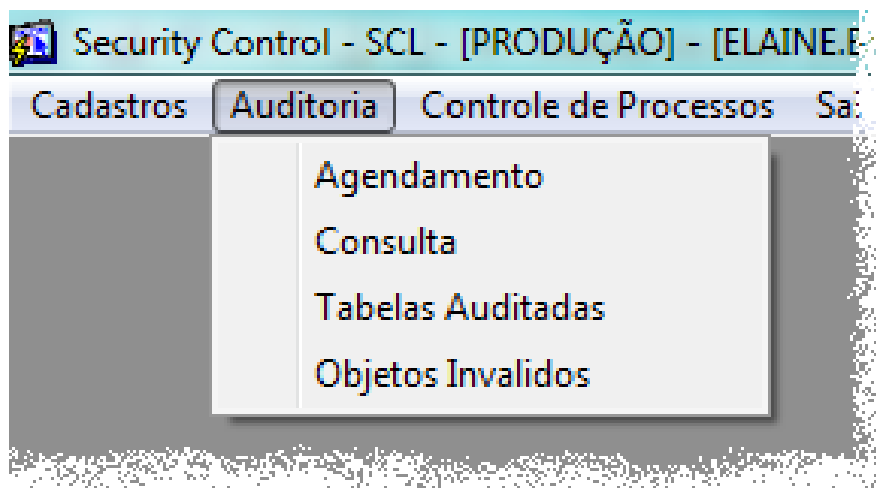 Security Control - SCL - [PRODUÇÃO] - [ELAINE.
Cadastros Auditoria Controle de Processos
Agendamento
Consulta
Tabelas Auditadas
Objetos Invalidos